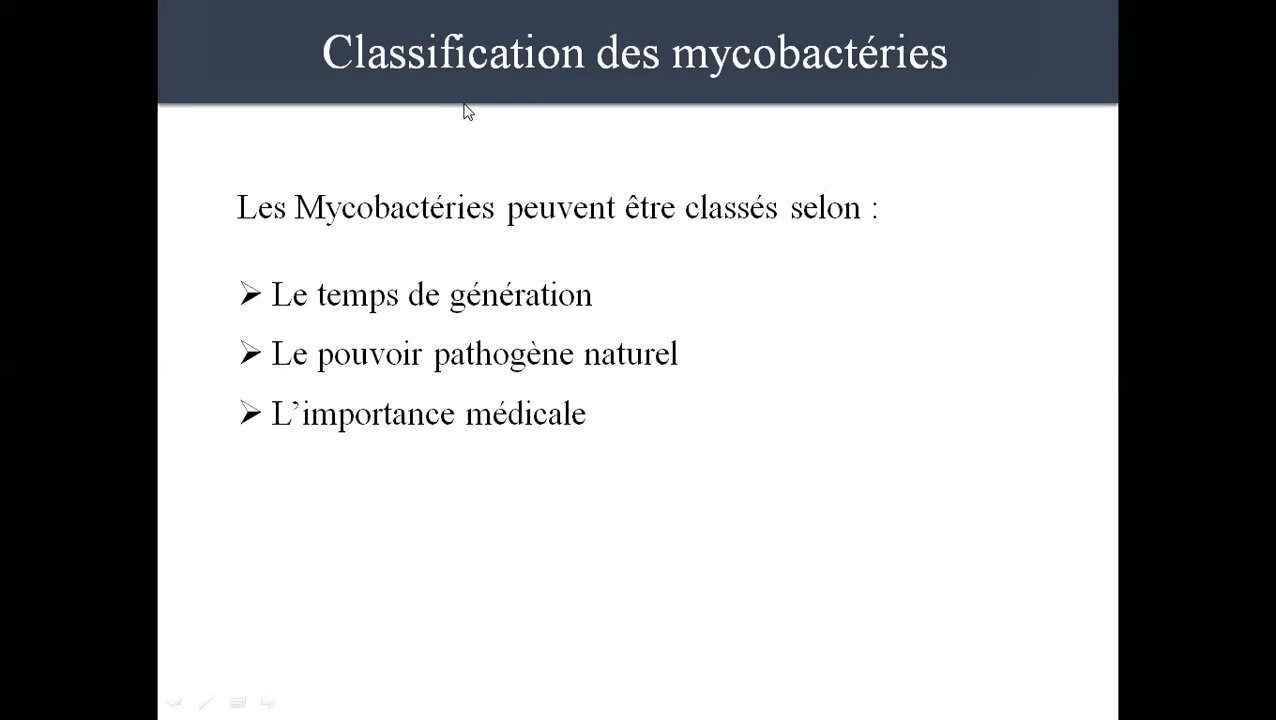 Classification des mycobactéries
Les Mycobactéries peuvent être classés selon :
➢ Le temps de génération
➢ Le pouvoir pathogène naturel
➢ L’importance médicale